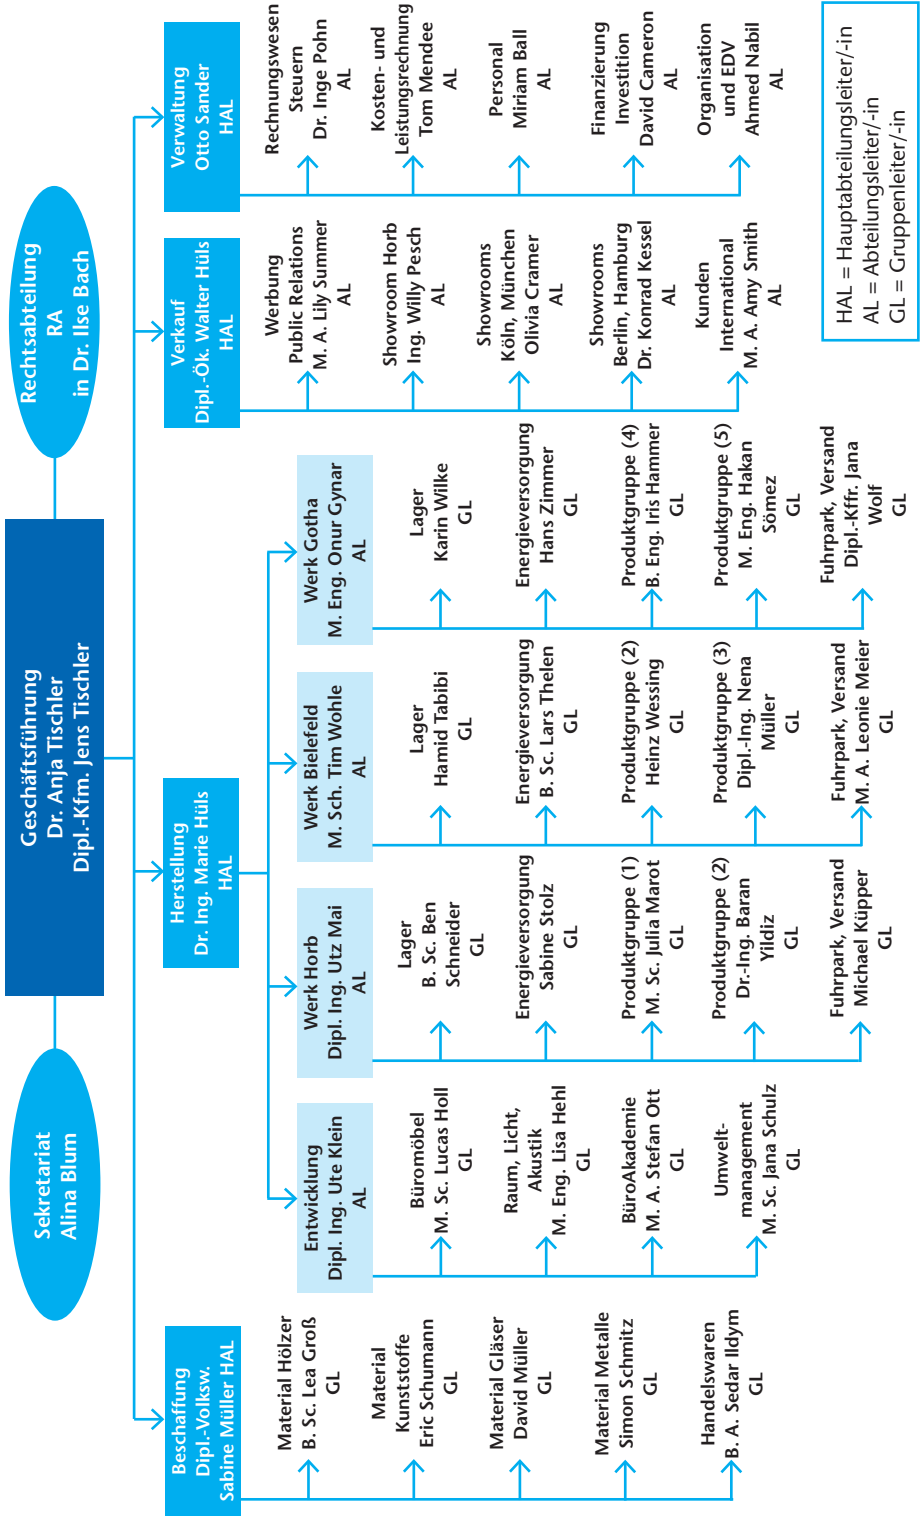 Geschäftsführung
Dr. Anja Tischler
Dipl.-Kfm. Jens Tischler
Sekretariat
Alina Blum
Rechtsabteilung
RA
in Dr. Ilse Bach
Beschaffung
Dipl.-Volksw.
Sabine Müller HAL
Material Hölzer
B. Sc. Lea Groß
GL
Material
Kunststoffe
Eric Schumann
GL
Material Gläser
David Müller
GL
Material Metalle
Simon Schmitz
GL
Handelswaren
B. A. Sedar Ildym
GL
Herstellung
Dr. Ing. Marie Hüls
HAL
Entwicklung
Dipl. Ing. Ute Klein
AL
Büromöbel
M. Sc. Lucas Holl
GL
Raum, Licht,
Akustik
M. Eng. Lisa Hehl
GL
BüroAkademie
M. A. Stefan Ott
GL
Umwelt-
management
M. Sc. Jana Schulz
GL
Werk Horb
Dipl. Ing. Utz Mai
AL
Lager
B. Sc. Ben
Schneider
GL
Energieversorgung
Sabine Stolz
GL
Produktgruppe (1)
M. Sc. Julia Marot
GL
Produktgruppe (2)
Dr.-Ing. Baran
Yildiz
GL
Fuhrpark, Versand
Michael Küpper
GL
Werk Bielefeld
M. Sch. Tim Wohle
AL
Lager
Hamid Tabibi
GL
Energieversorgung
B. Sc. Lars Thelen
GL
Produktgruppe (2)
Heinz Wessing
GL
Produktgruppe (3)
Dipl.-Ing. Nena
Müller
GL
Fuhrpark, Versand
M. A. Leonie Meier
GL
Werk Gotha
M. Eng. Onur Gynar
AL
Lager
Karin Wilke
GL
Energieversorgung
Hans Zimmer
GL
Produktgruppe (4)
B. Eng. Iris Hammer
GL
Produktgruppe (5)
M. Eng. Hakan
Sömez
GL
Fuhrpark, Versand
Dipl.-Kffr. Jana
Wolf
GL
Verkauf
Dipl.-Ök. Walter Hüls
HAL
Werbung
Public Relations
M. A. Lily Summer
AL
Showroom Horb
Ing. Willy Pesch
AL
Showrooms
Köln, München
Olivia Cramer
AL
Showrooms
Berlin, Hamburg
Dr. Konrad Kessel
AL
Kunden
International
M. A. Amy Smith
AL
Verwaltung
Otto Sander
HAL
Rechnungswesen
Steuern
Dr. Inge Pohn
AL
Kosten- und
Leistungsrechnung
Tom Mendee
AL
Personal
Miriam Ball
AL
Finanzierung
Investition
David Cameron
AL
Organisation
und EDV
Ahmed Nabil
AL
HAL = Hauptabteilungsleiter/-in
AL = Abteilungsleiter/-in
GL = Gruppenleiter/-in